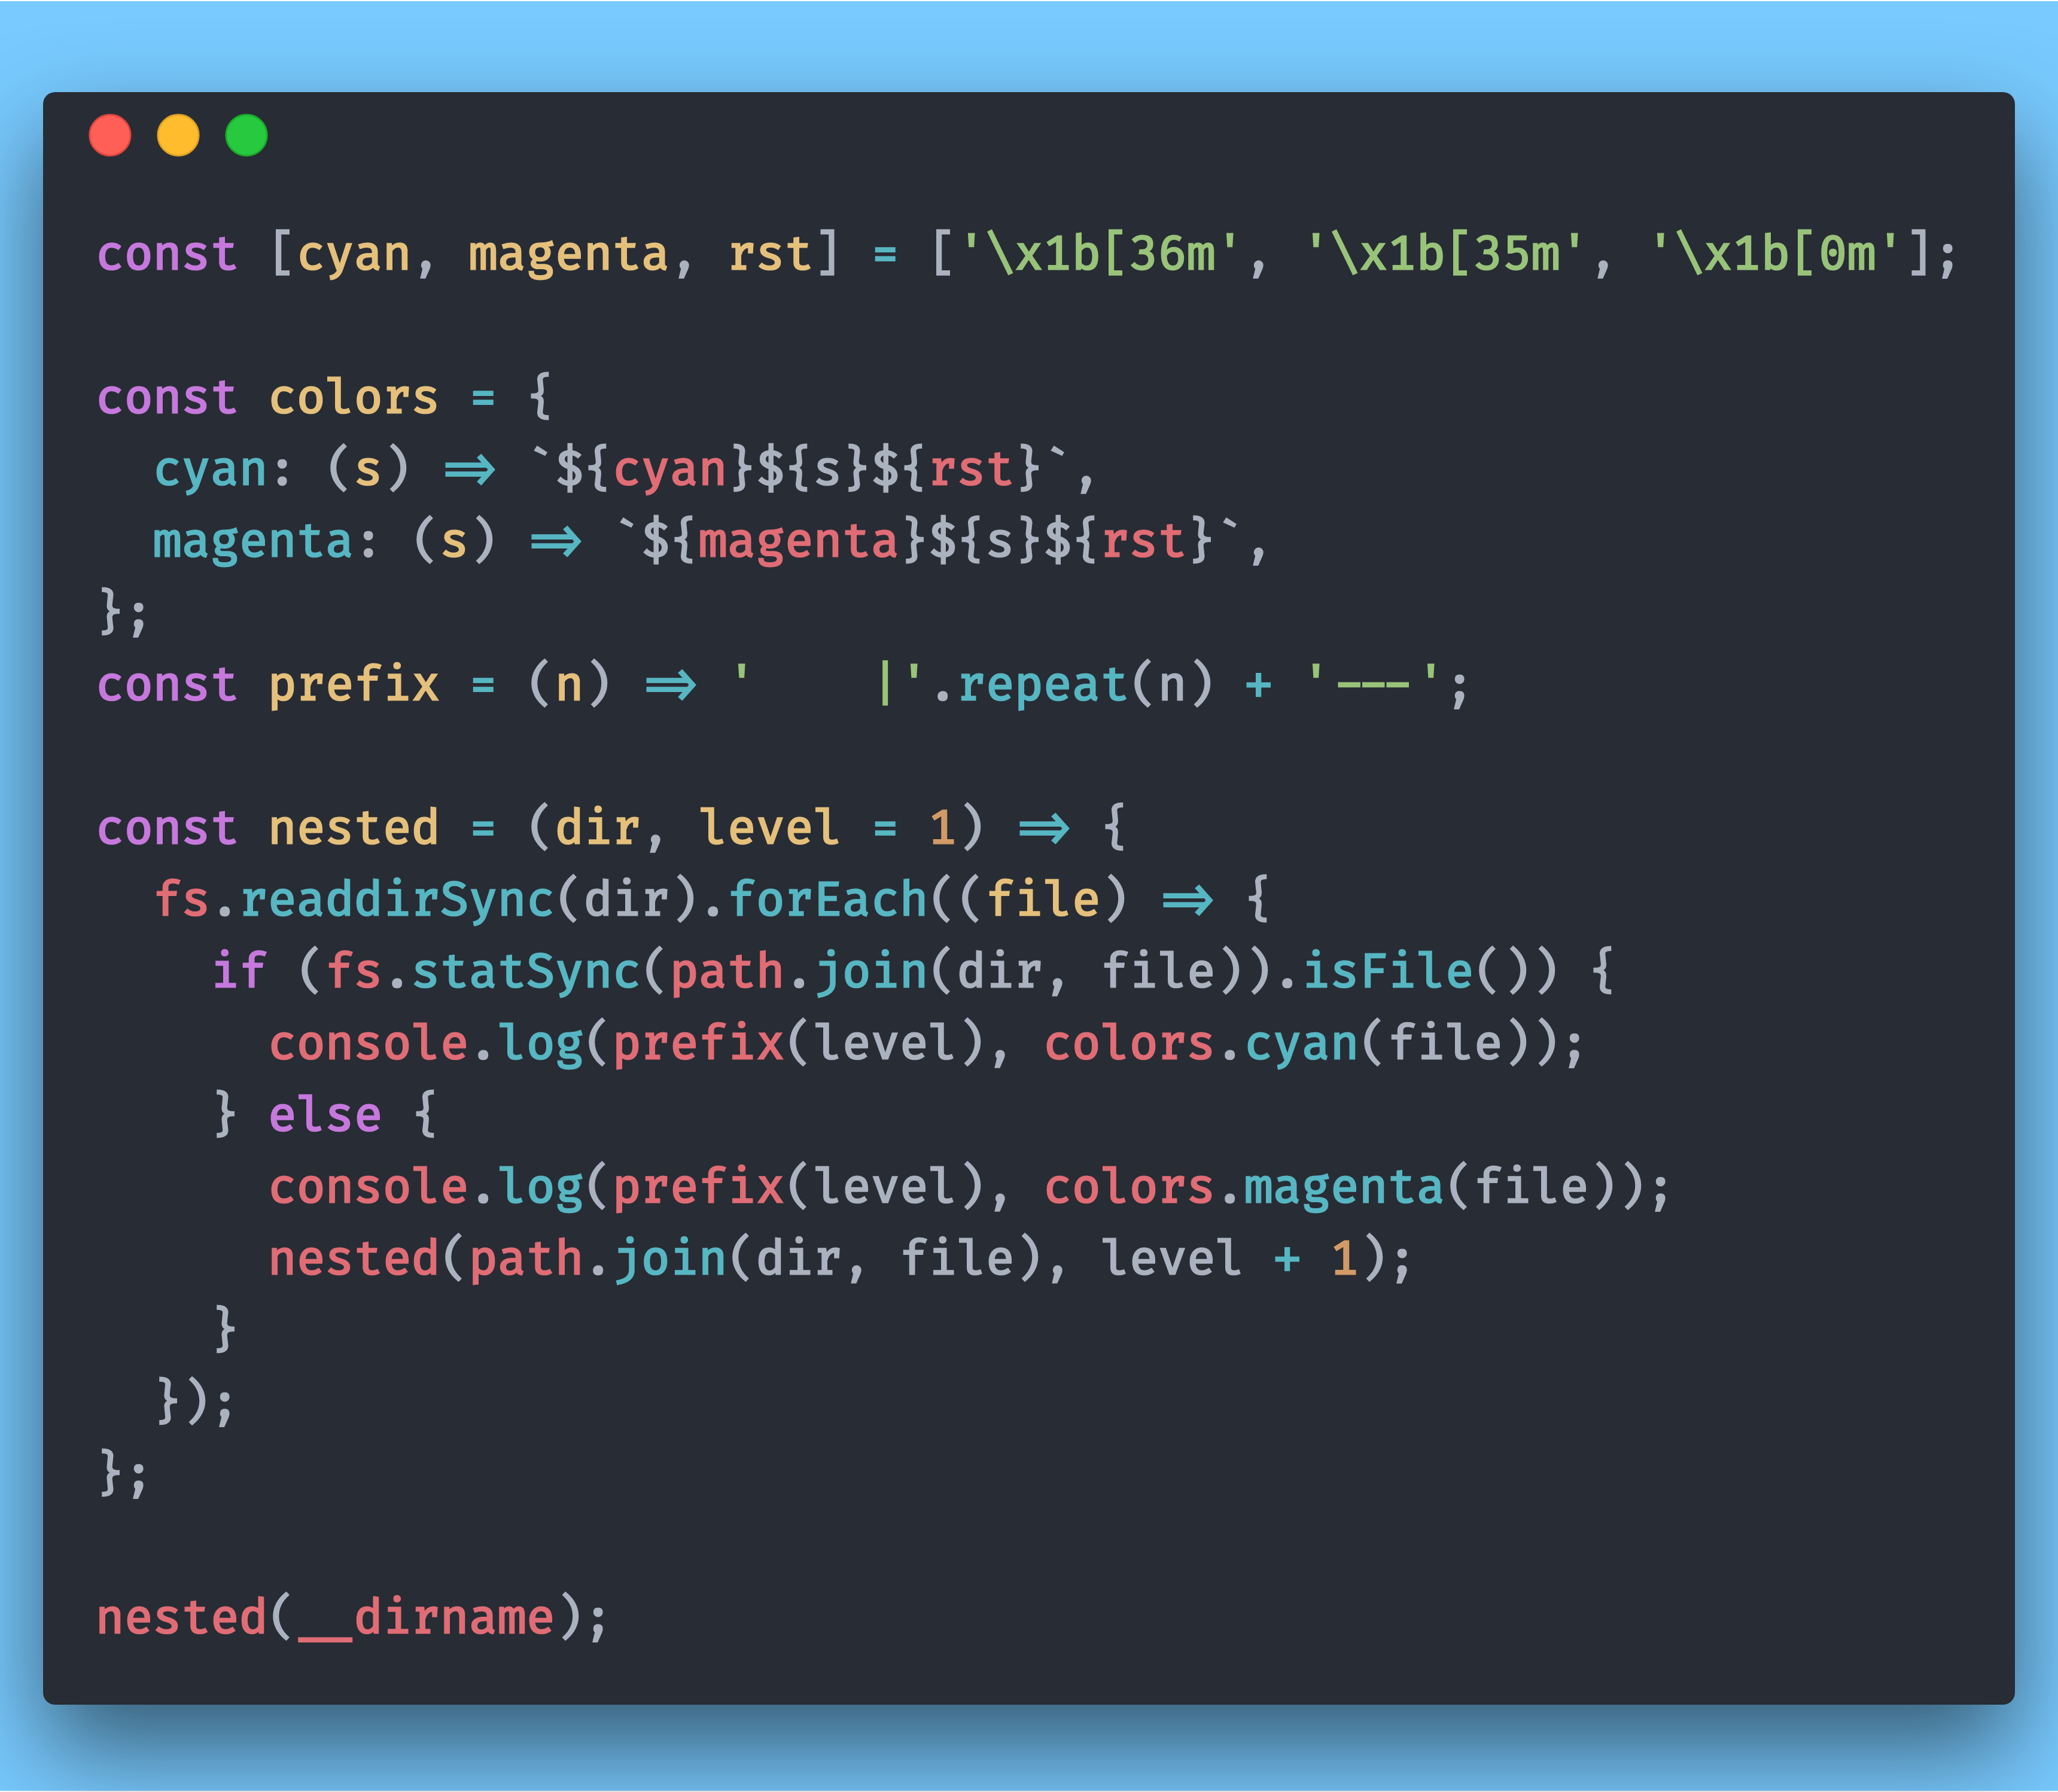 const [cyan, magenta, rst] = ['\x1b[36m', '\x1b[35m', '\x1b[0m'];

const colors = {
  cyan: (s) => `${cyan}${s}${rst}`,
  magenta: (s) => `${magenta}${s}${rst}`,
};
const prefix = (n) => '    |'.repeat(n) + '---';

const nested = (dir, level = 1) => {
  fs.readdirSync(dir).forEach((file) => {
    if (fs.statSync(path.join(dir, file)).isFile()) {
      console.log(prefix(level), colors.cyan(file));
    } else {
      console.log(prefix(level), colors.magenta(file));
      nested(path.join(dir, file), level + 1);
    }
  });
};

nested(__dirname);